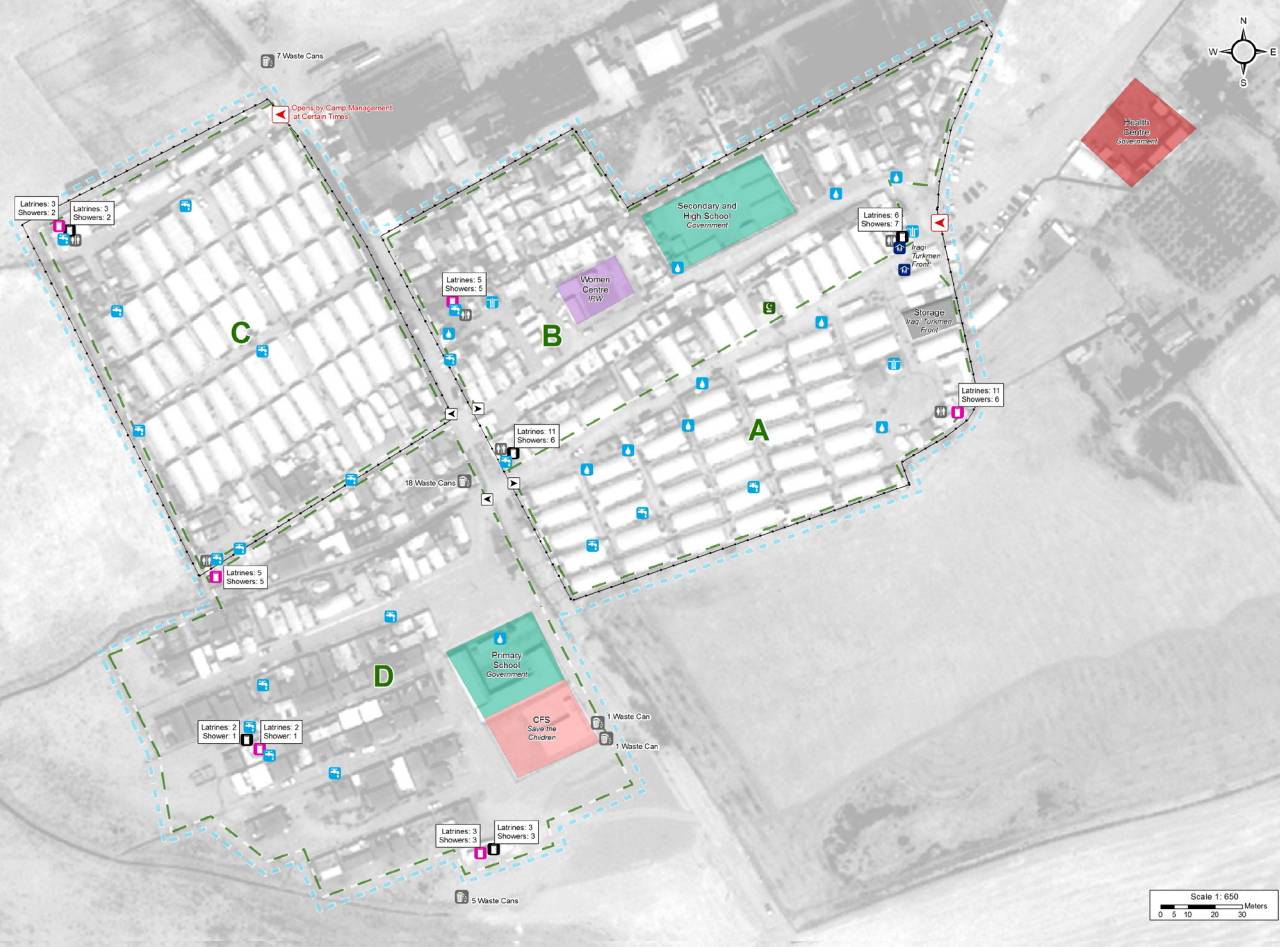 7 Waste Cans
N
W
E
S
Opens by Camp Management
at Certain Times
Health
Centre
Government
Latrines: 3
Showers: 2
Latrines: 3
Showers: 2
Secondary and
High School
Government
Latrines: 6
Showers: 7
Iraqi
Turkmen
Front
Latrines: 5
Showers: 5
Women
Centre
IRW
Storage
Iraqi Turkmen
Front
C
B
Latrines: 11
Showers: 6
Latrines: 11
Showers: 6
A
18 Waste Cans
Latrines: 5
Showers: 5
Primary
School
Government
D
CFS
Save the
Children
1 Waste Can
1 Waste Can
Latrines: 2
Shower: 1
Latrines: 2
Shower: 1
Latrines: 3
Showers: 3
Latrines: 3
Showers: 3
5 Waste Cans
Scale 1: 650
Meters
0 5 10 20 30